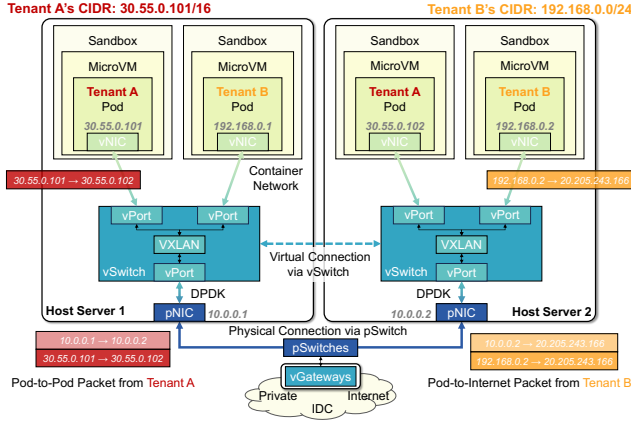 Tenant A's CIDR: 30.55.0.101/16
Tenant B's CIDR: 192.168.0.0/24
Sandbox
MicroVM
Tenant A
Pod
30.55.0.101
vNIC
Sandbox
MicroVM
Tenant B
Pod
192.168.0.1
vNIC
Sandbox
MicroVM
Tenant A
Pod
30.55.0.102
vNIC
Sandbox
MicroVM
Tenant B
Pod
192.168.0.2
vNIC
30.55.0.101 → 30.55.0.102
Container
Network
192.168.0.2 → 20.205.243.166
vPort
vPort
VXLAN
vSwitch
vPort
Virtual Connection
via vSwitch
vPort
vPort
VXLAN
vSwitch
vPort
DPDK
DPDK
Host Server 1
pNIC
10.0.0.1
10.0.0.2
pNIC
Host Server 2
Physical Connection via pSwitch
10.0.0.1 → 10.0.0.2
30.55.0.101 → 30.55.0.102
pSwitches
10.0.0.2 → 20.205.243.166
192.168.0.2 → 20.205.243.166
Pod-to-Pod Packet from Tenant A
vGateways
Pod-to-Internet Packet from Tenant B
Private
Internet
IDC